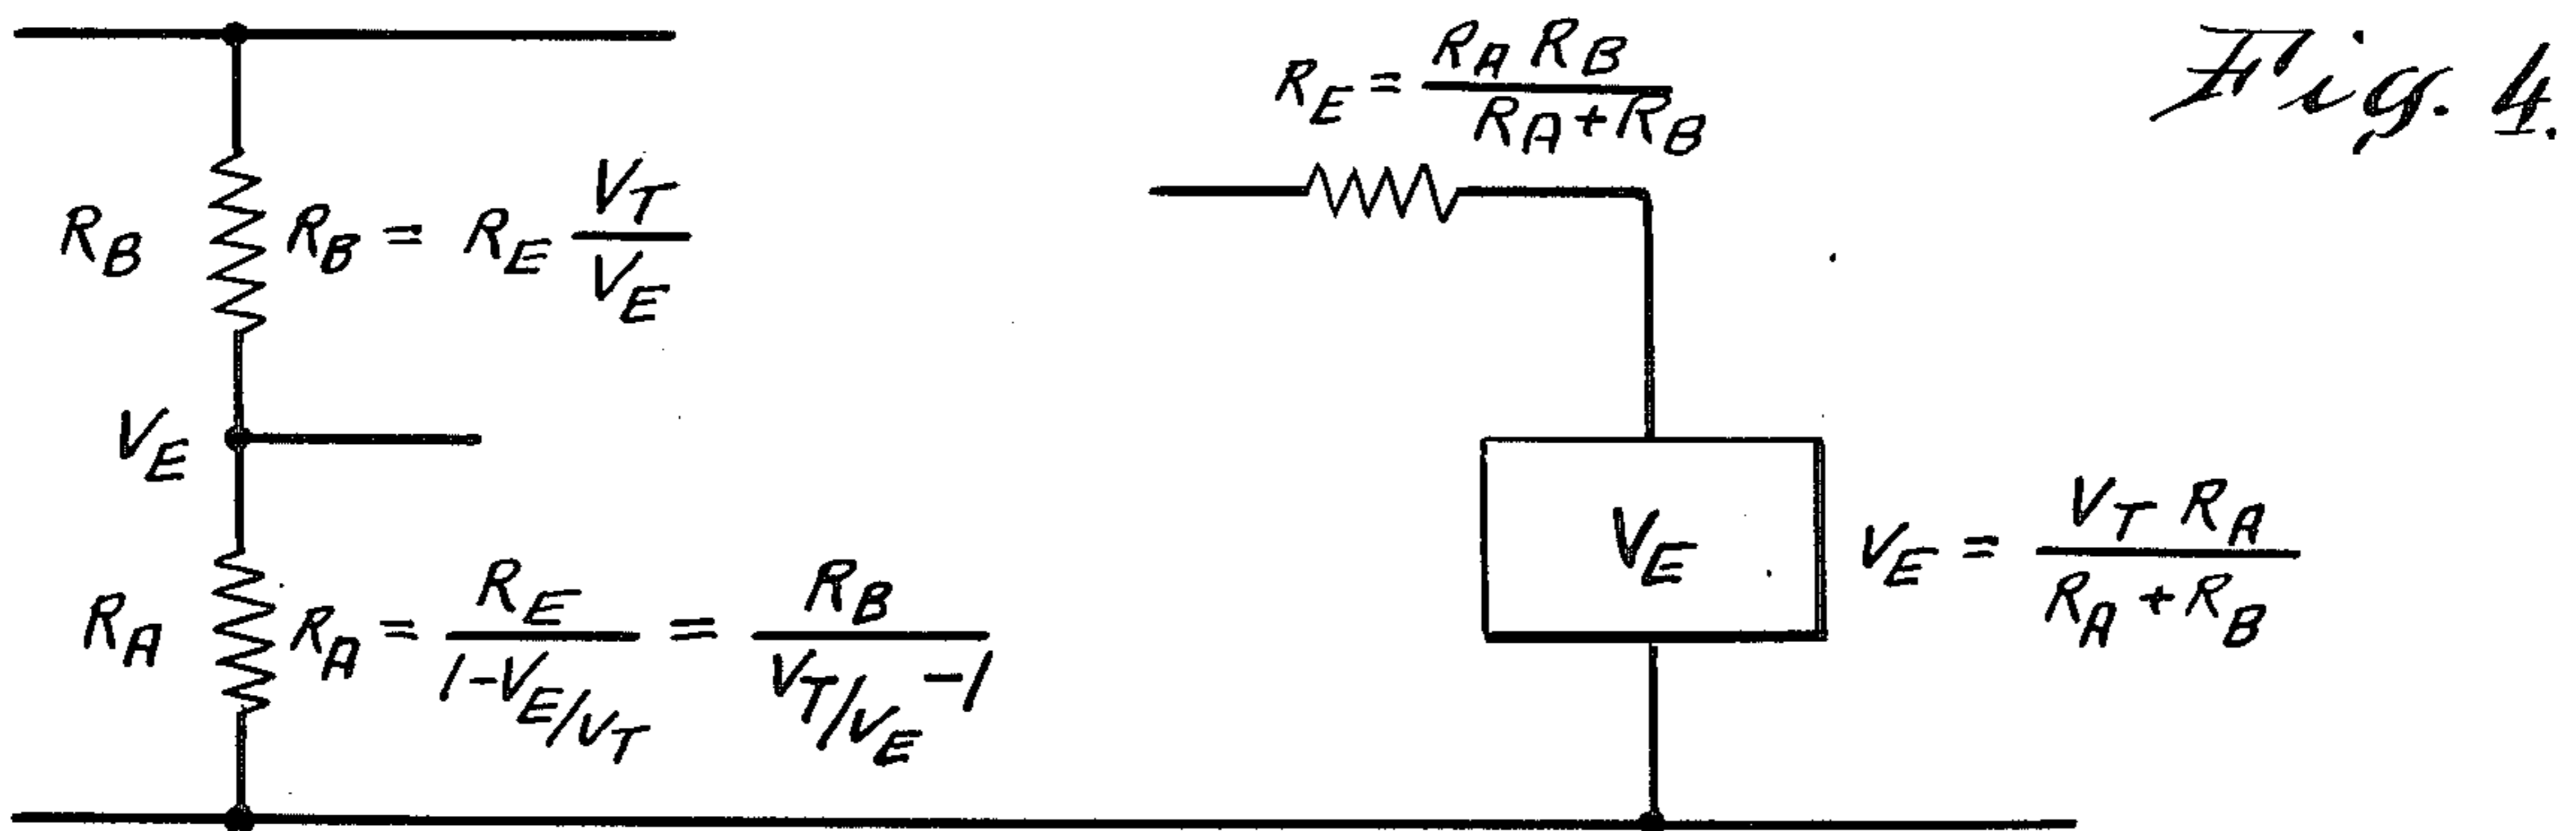 Fig. 4.
R_E = R_A R_B / R_A + R_B
R_B
R_B = R_E V_T / V_E
V_E
R_A
R_A = R_E / 1 - V_E/V_T = R_B / V_T/V_E - 1
V_E
V_E = V_T R_A / R_A + R_B